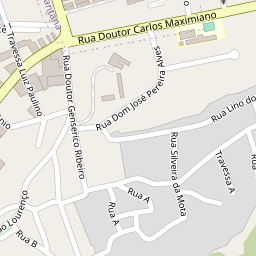 Rua Doutor Carlos Maximiano
Travessa Luiz Paulino
Rua Doutor Genserico Ribeiro
Alves
Rua Dom José Pereira
Rua Lino do
Rua Silveira da Mota
Travessa A
Rua A
Rua A
Lourenço
Rua B